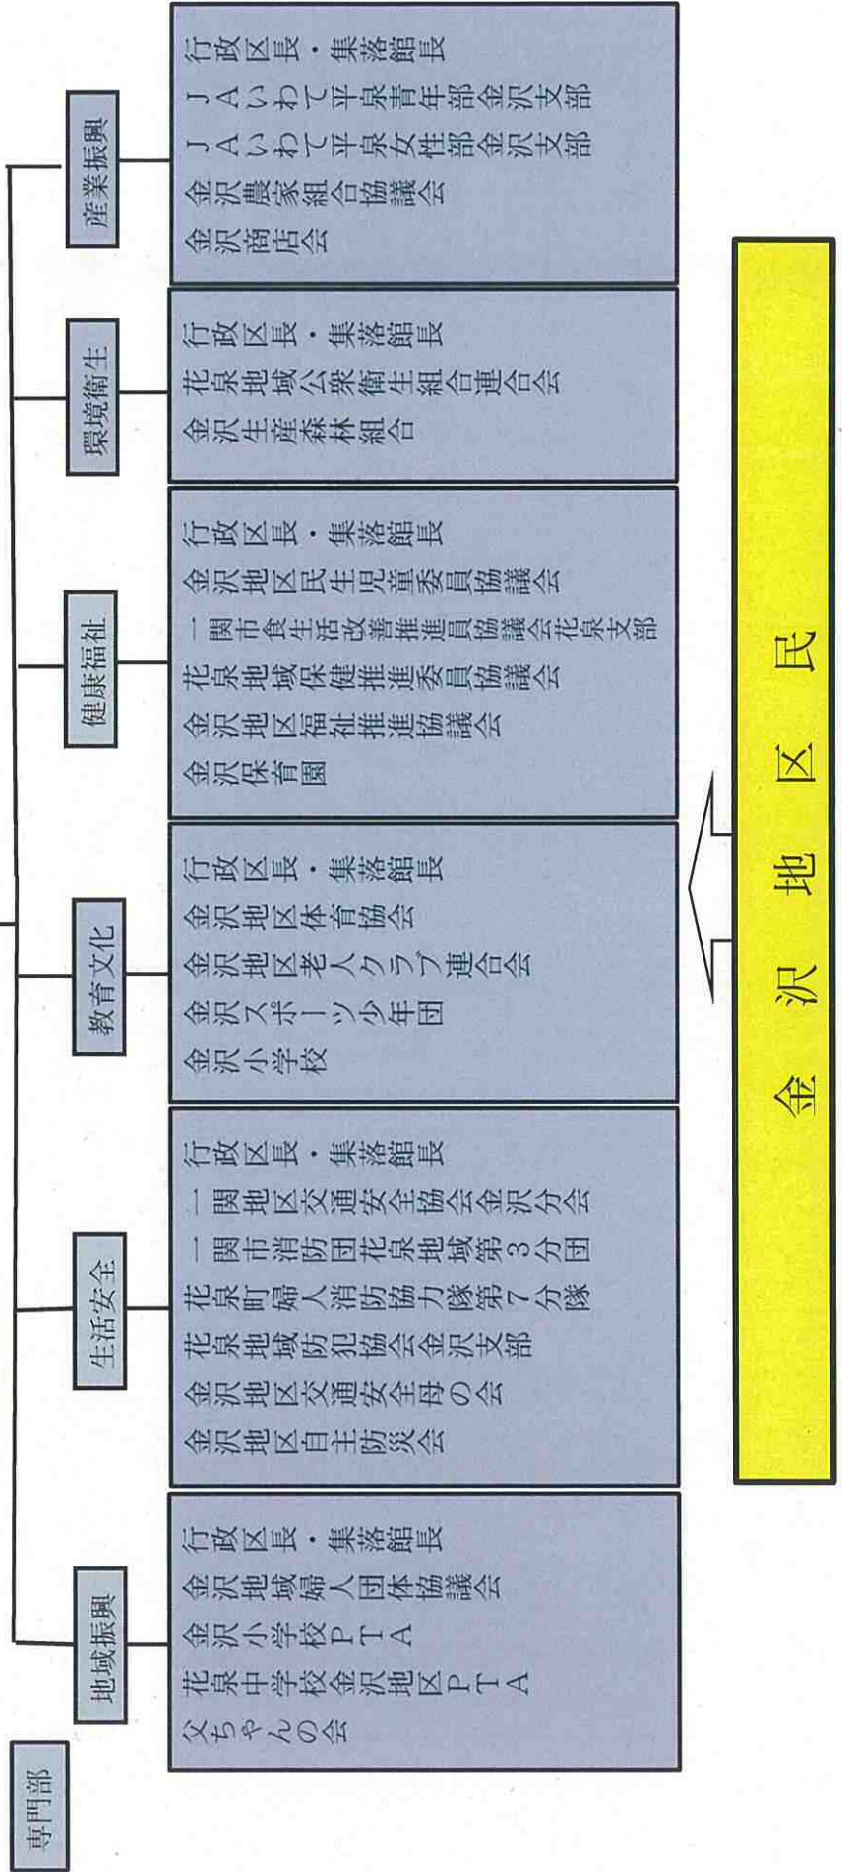 専門部
地域振興
生活安全
教育文化
健康福祉
環境衛生
産業振興
行政区長・集落館長
金沢地域婦人団体協議会
金沢小学校ＰＴＡ
花泉中学校金沢地区ＰＴＡ
父ちゃんの会
行政区長・集落館長
一関地区交通安全協会金沢分会
一関市消防団花泉地域第３分団
花泉町婦人消防協力隊第７分隊
花泉地域防犯協会金沢支部
金沢地区交通安全母の会
金沢地区自主防災会
行政区長・集落館長
金沢地区体育協会
金沢地区老人クラブ連合会
金沢スポーツ少年団
金沢小学校
行政区長・集落館長
金沢地区民生児童委員協議会
一関市食生活改善推進員協議会花泉支部
花泉地域保健推進委員協議会
金沢地区福祉推進協議会
金沢保育園
行政区長・集落館長
花泉地域公衆衛生組合連合会
金沢生産森林組合
行政区長・集落館長
ＪＡいわて平泉青年部金沢支部
ＪＡいわて平泉女性部金沢支部
金沢農家組合協議会
金沢商店会
金沢地区民